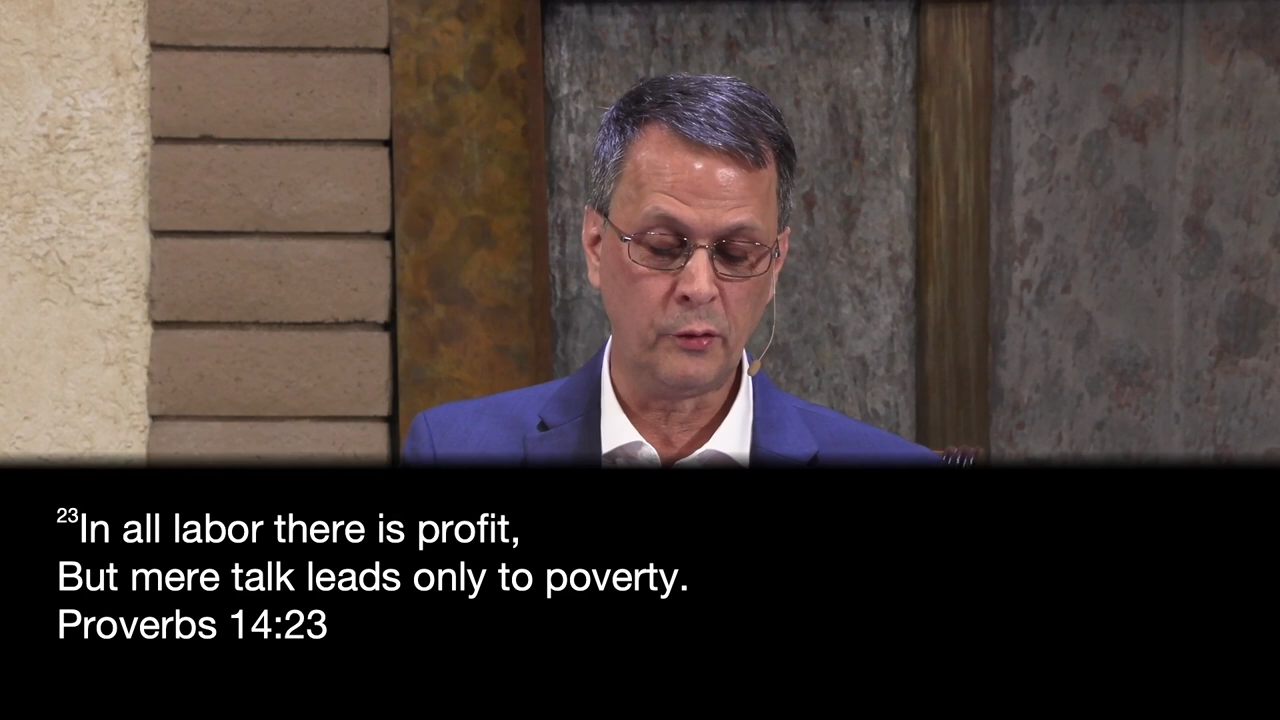 ²³In all labor there is profit,
But mere talk leads only to poverty.
Proverbs 14:23